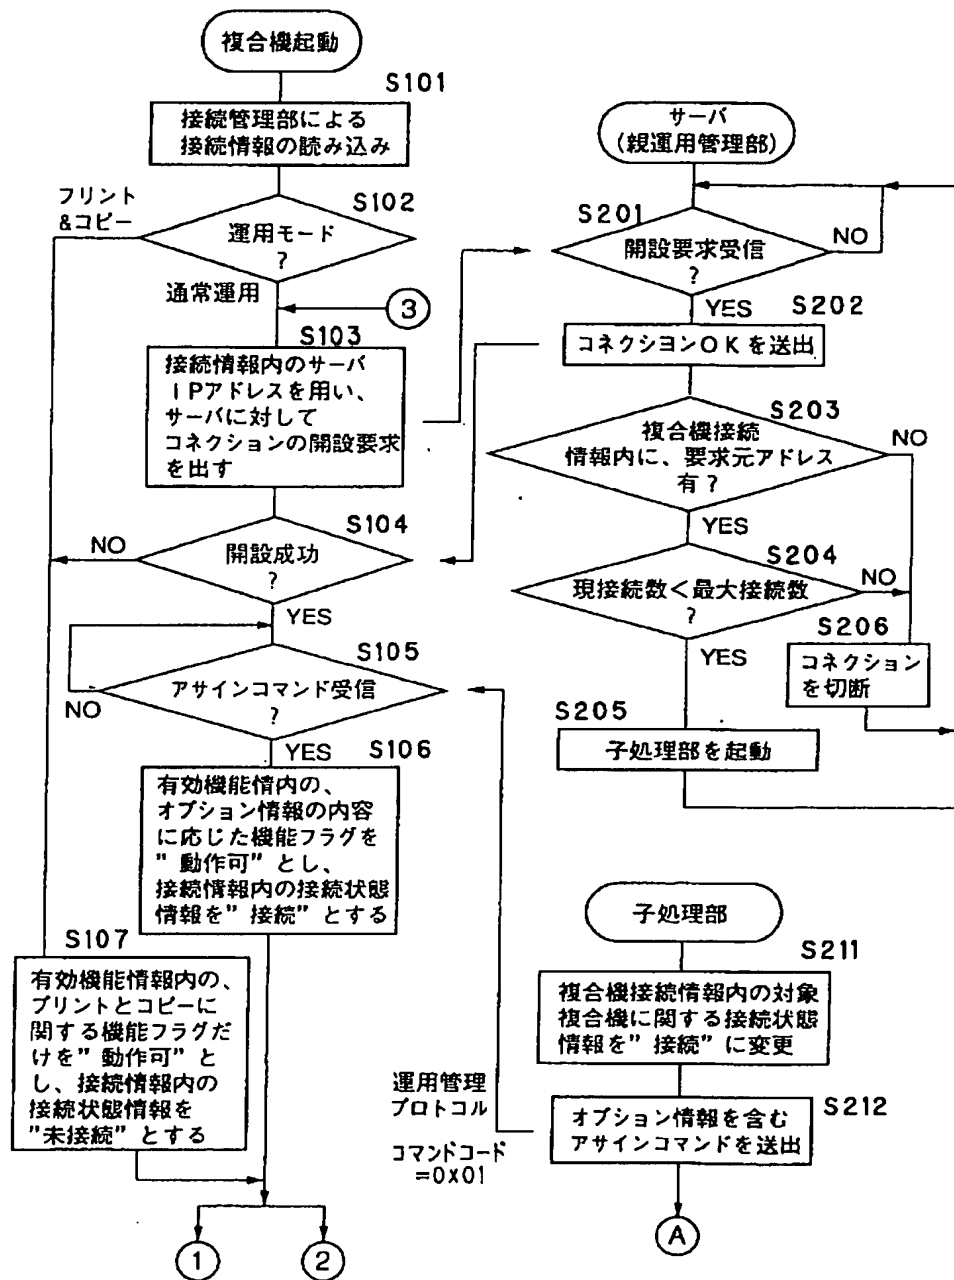 複合機起動
S101
接続管理部による
接続情報の読み込み
プリント
&コピー
S102
運用モード
?
通常運用
3
S103
接続情報内のサーバ
IPアドレスを用い、
サーバに対して
コネクションの開設要求
を出す
S104
NO
開設成功
?
YES
S105
アサインコマンド受信
?
NO
YES
S106
有効機能情内の、
オプション情報の内容
に応じた機能フラグを
”動作可”とし、
接続情報内の接続状態
情報を”接続”とする
S107
有効機能情報内の、
プリントとコピーに
関する機能フラグだ
けを”動作可”と
し、接続情報内の
接続状態情報を
”未接続”とする
1
2
サーバ
(親運用管理部)
S201
開設要求受信
?
NO
YES
S202
コネクションOKを送出
S203
複合機接続
情報内に、要求元アドレス
有?
NO
YES
S204
現接続数<最大接続数
?
NO
YES
S206
コネクション
を切断
S205
子処理部を起動
子処理部
S211
複合機接続情報内の対象
複合機に関する接続状態
情報を”接続”に変更
S212
オプション情報を含む
アサインコマンドを送出
運用管理
プロトコル
コマンドコード
=0X01
A